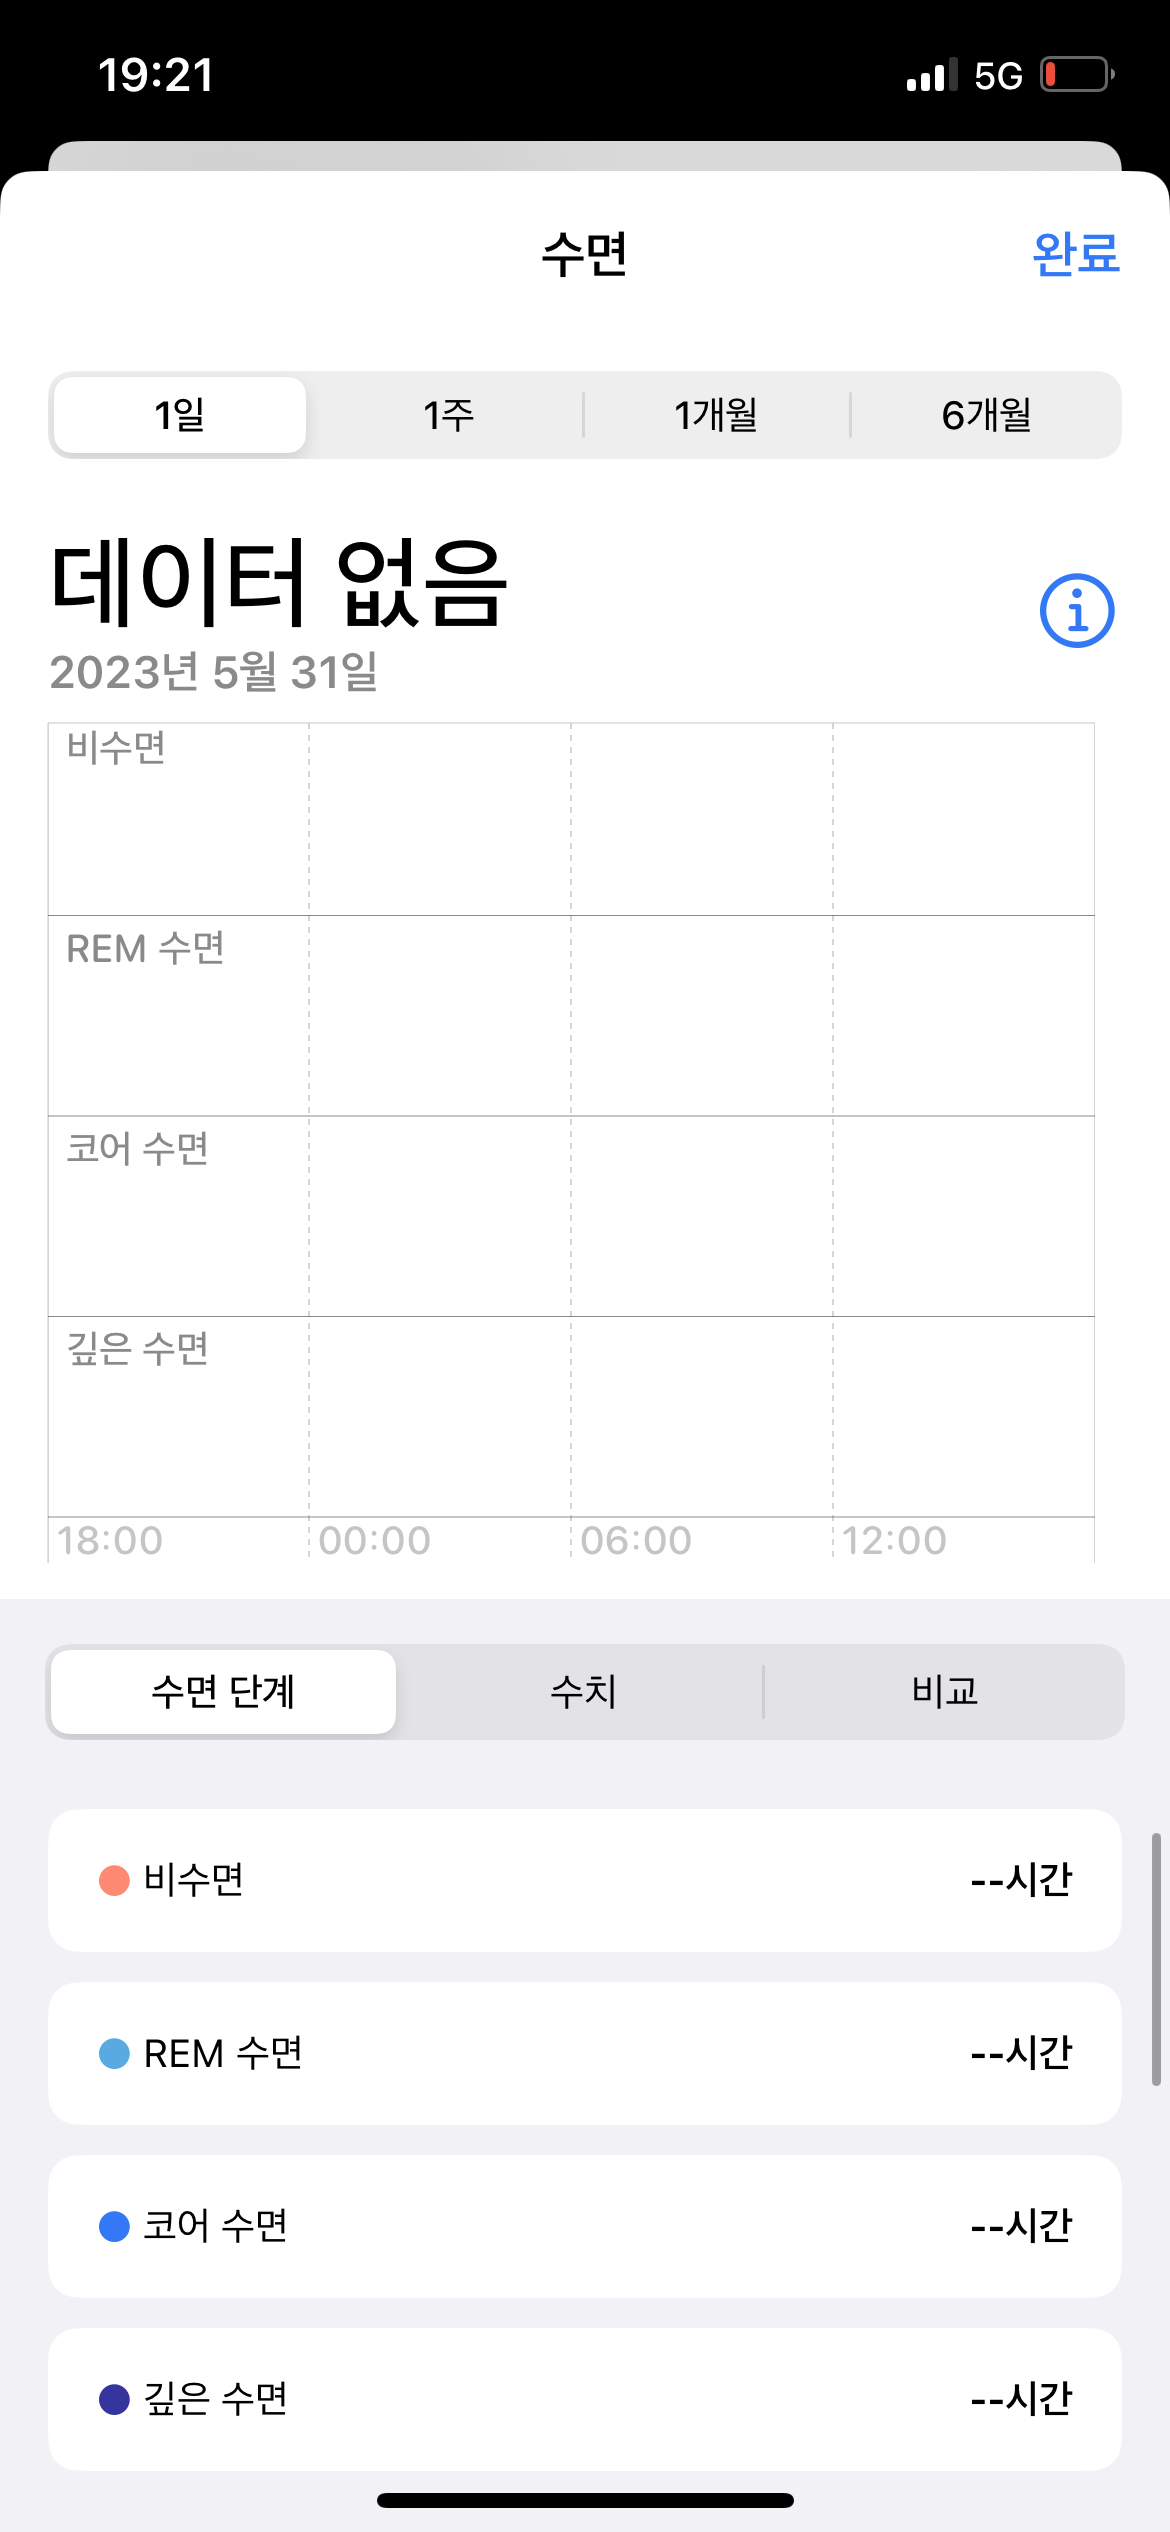 19:21 5G
수면 완료
1일 1주 1개월 6개월
데이터 없음
2023년 5월 31일
비수면
REM 수면
코어 수면
깊은 수면
18:00 00:00 06:00 12:00
수면 단계 수치 비교
비수면 --시간
REM 수면 --시간
코어 수면 --시간
깊은 수면 --시간